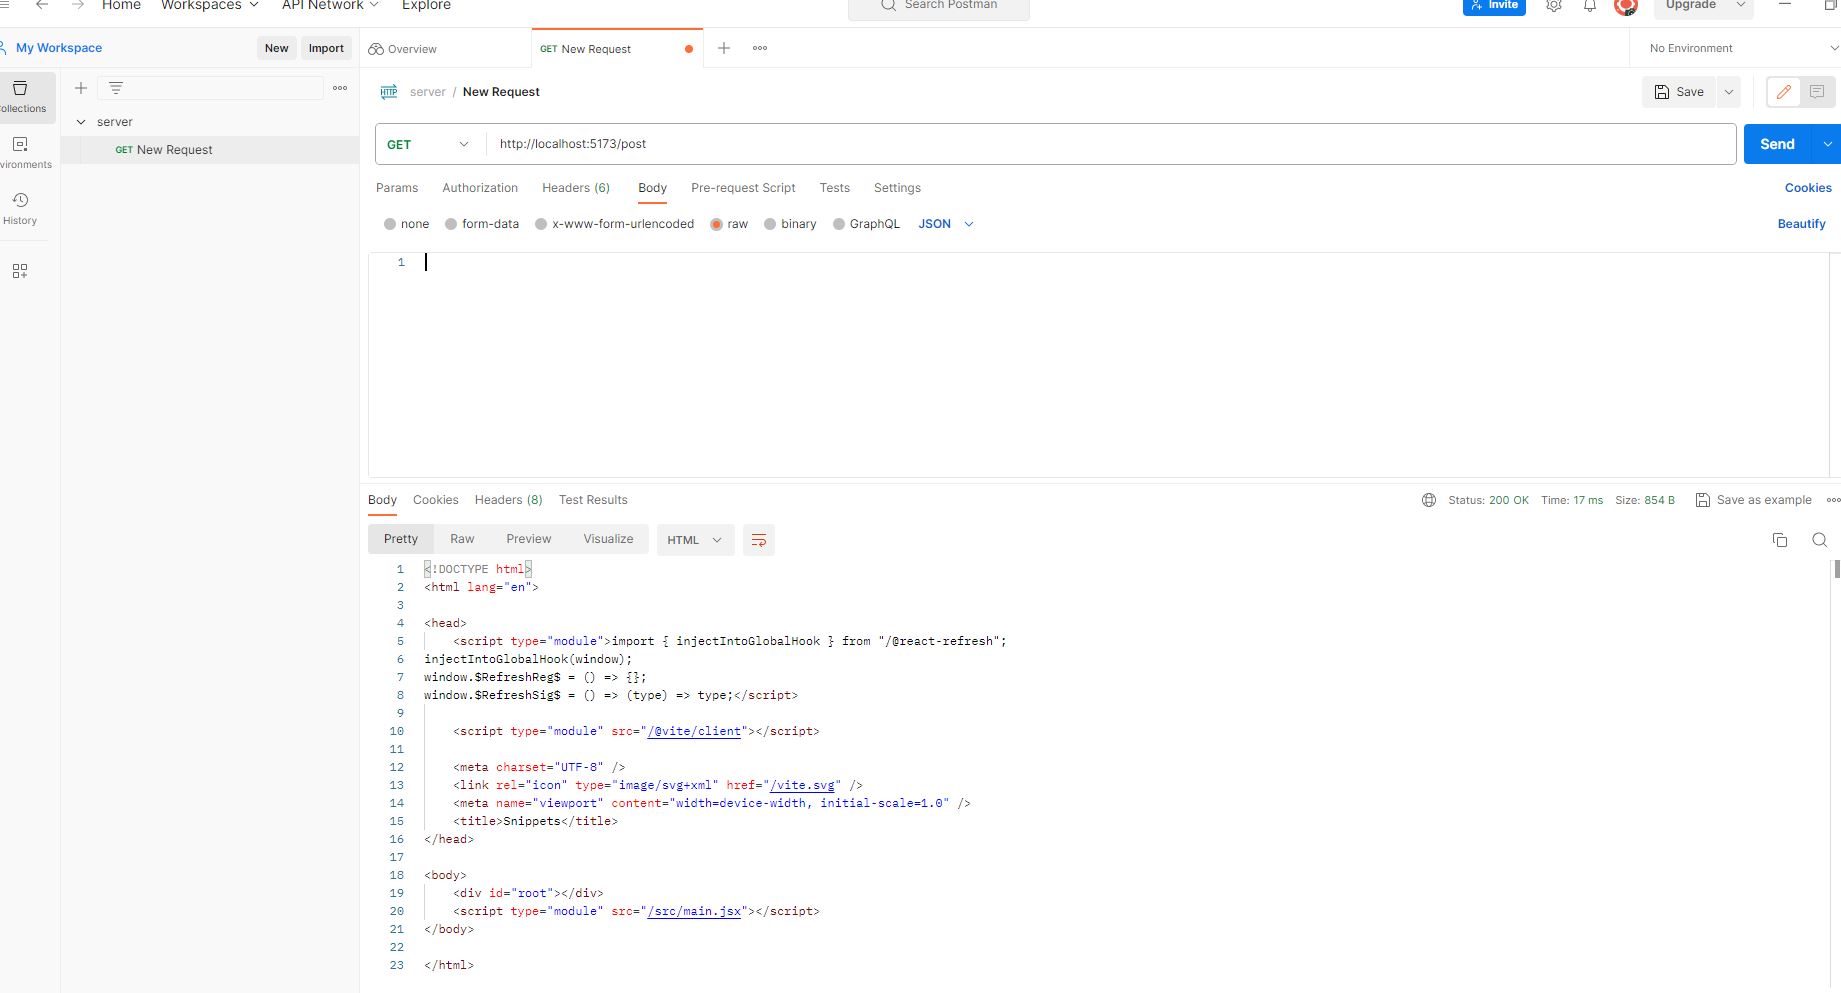 Home Workspaces API Network Explore Search Postman Invite Upgrade
My Workspace New Import Overview GET New Request No Environment
Collections
server
GET New Request
Environments
History
server / New Request Save
GET http://localhost:5173/post Send
Params Authorization Headers (6) Body Pre-request Script Tests Settings Cookies
none form-data x-www-form-urlencoded raw binary GraphQL JSON Beautify
1
Body Cookies Headers (8) Test Results Status: 200 OK Time: 17 ms Size: 854 B Save as example
Pretty Raw Preview Visualize HTML
1 <!DOCTYPE html>
2 <html lang="en">
3
4 <head>
5 <script type="module">import { injectIntoGlobalHook } from "/@react-refresh";
6 injectIntoGlobalHook(window);
7 window.$RefreshReg$ = () => {};
8 window.$RefreshSig$ = () => (type) => type;</script>
9
10 <script type="module" src="/@vite/client"></script>
11
12 <meta charset="UTF-8" />
13 <link rel="icon" type="image/svg+xml" href="/vite.svg" />
14 <meta name="viewport" content="width=device-width, initial-scale=1.0" />
15 <title>Snippets</title>
16 </head>
17
18 <body>
19 <div id="root"></div>
20 <script type="module" src="/src/main.jsx"></script>
21 </body>
22
23 </html>